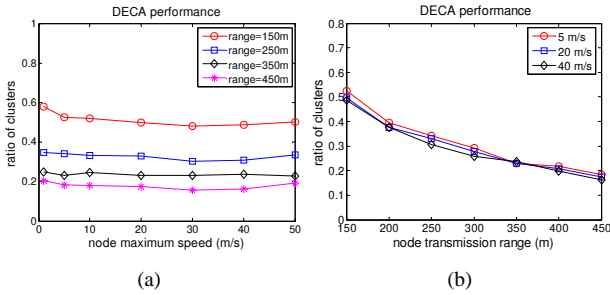 DECA performance
ratio of clusters
1
0.8
0.6
0.4
0.2
0
0 10 20 30 40 50
node maximum speed (m/s)
range=150m
range=250m
range=350m
range=450m
(a)
DECA performance
ratio of clusters
0.8
0.7
0.6
0.5
0.4
0.3
0.2
0.1
0
150 200 250 300 350 400 450
node transmission range (m)
5 m/s
20 m/s
40 m/s
(b)